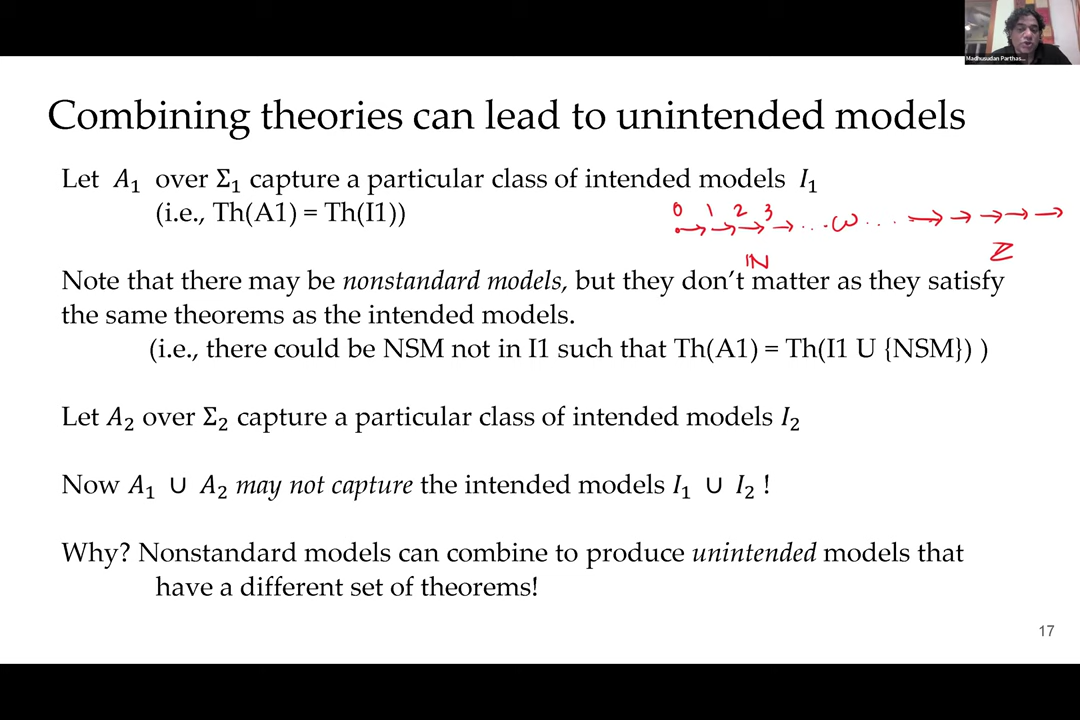 Madhusudan Parthas...
Combining theories can lead to unintended models
Let A₁ over Σ₁ capture a particular class of intended models I₁
(i.e., Th(A1) = Th(I1))
0 1 2 3
... ω ...
ℕ ℤ
Note that there may be nonstandard models, but they don't matter as they satisfy
the same theorems as the intended models.
(i.e., there could be NSM not in I1 such that Th(A1) = Th(I1 U {NSM}) )
Let A₂ over Σ₂ capture a particular class of intended models I₂
Now A₁ ∪ A₂ may not capture the intended models I₁ ∪ I₂ !
Why? Nonstandard models can combine to produce unintended models that
have a different set of theorems!
17